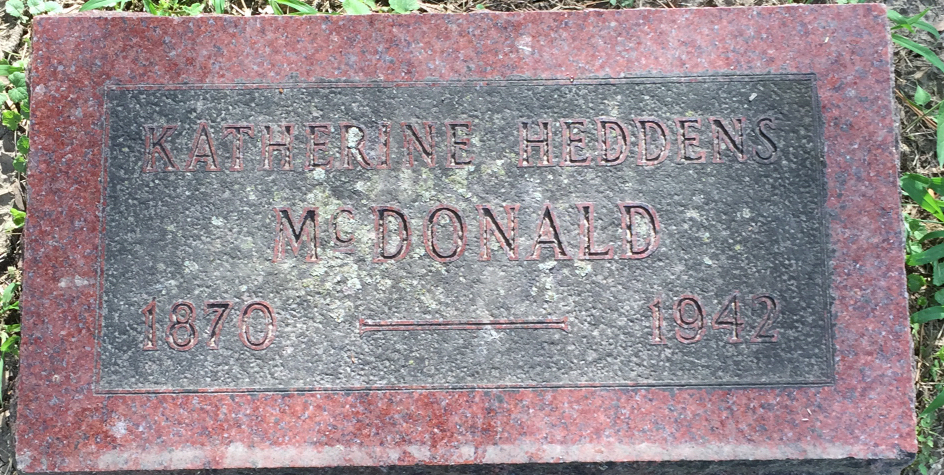 KATHERINE HEDDENS
McDONALD
1870 — 1942